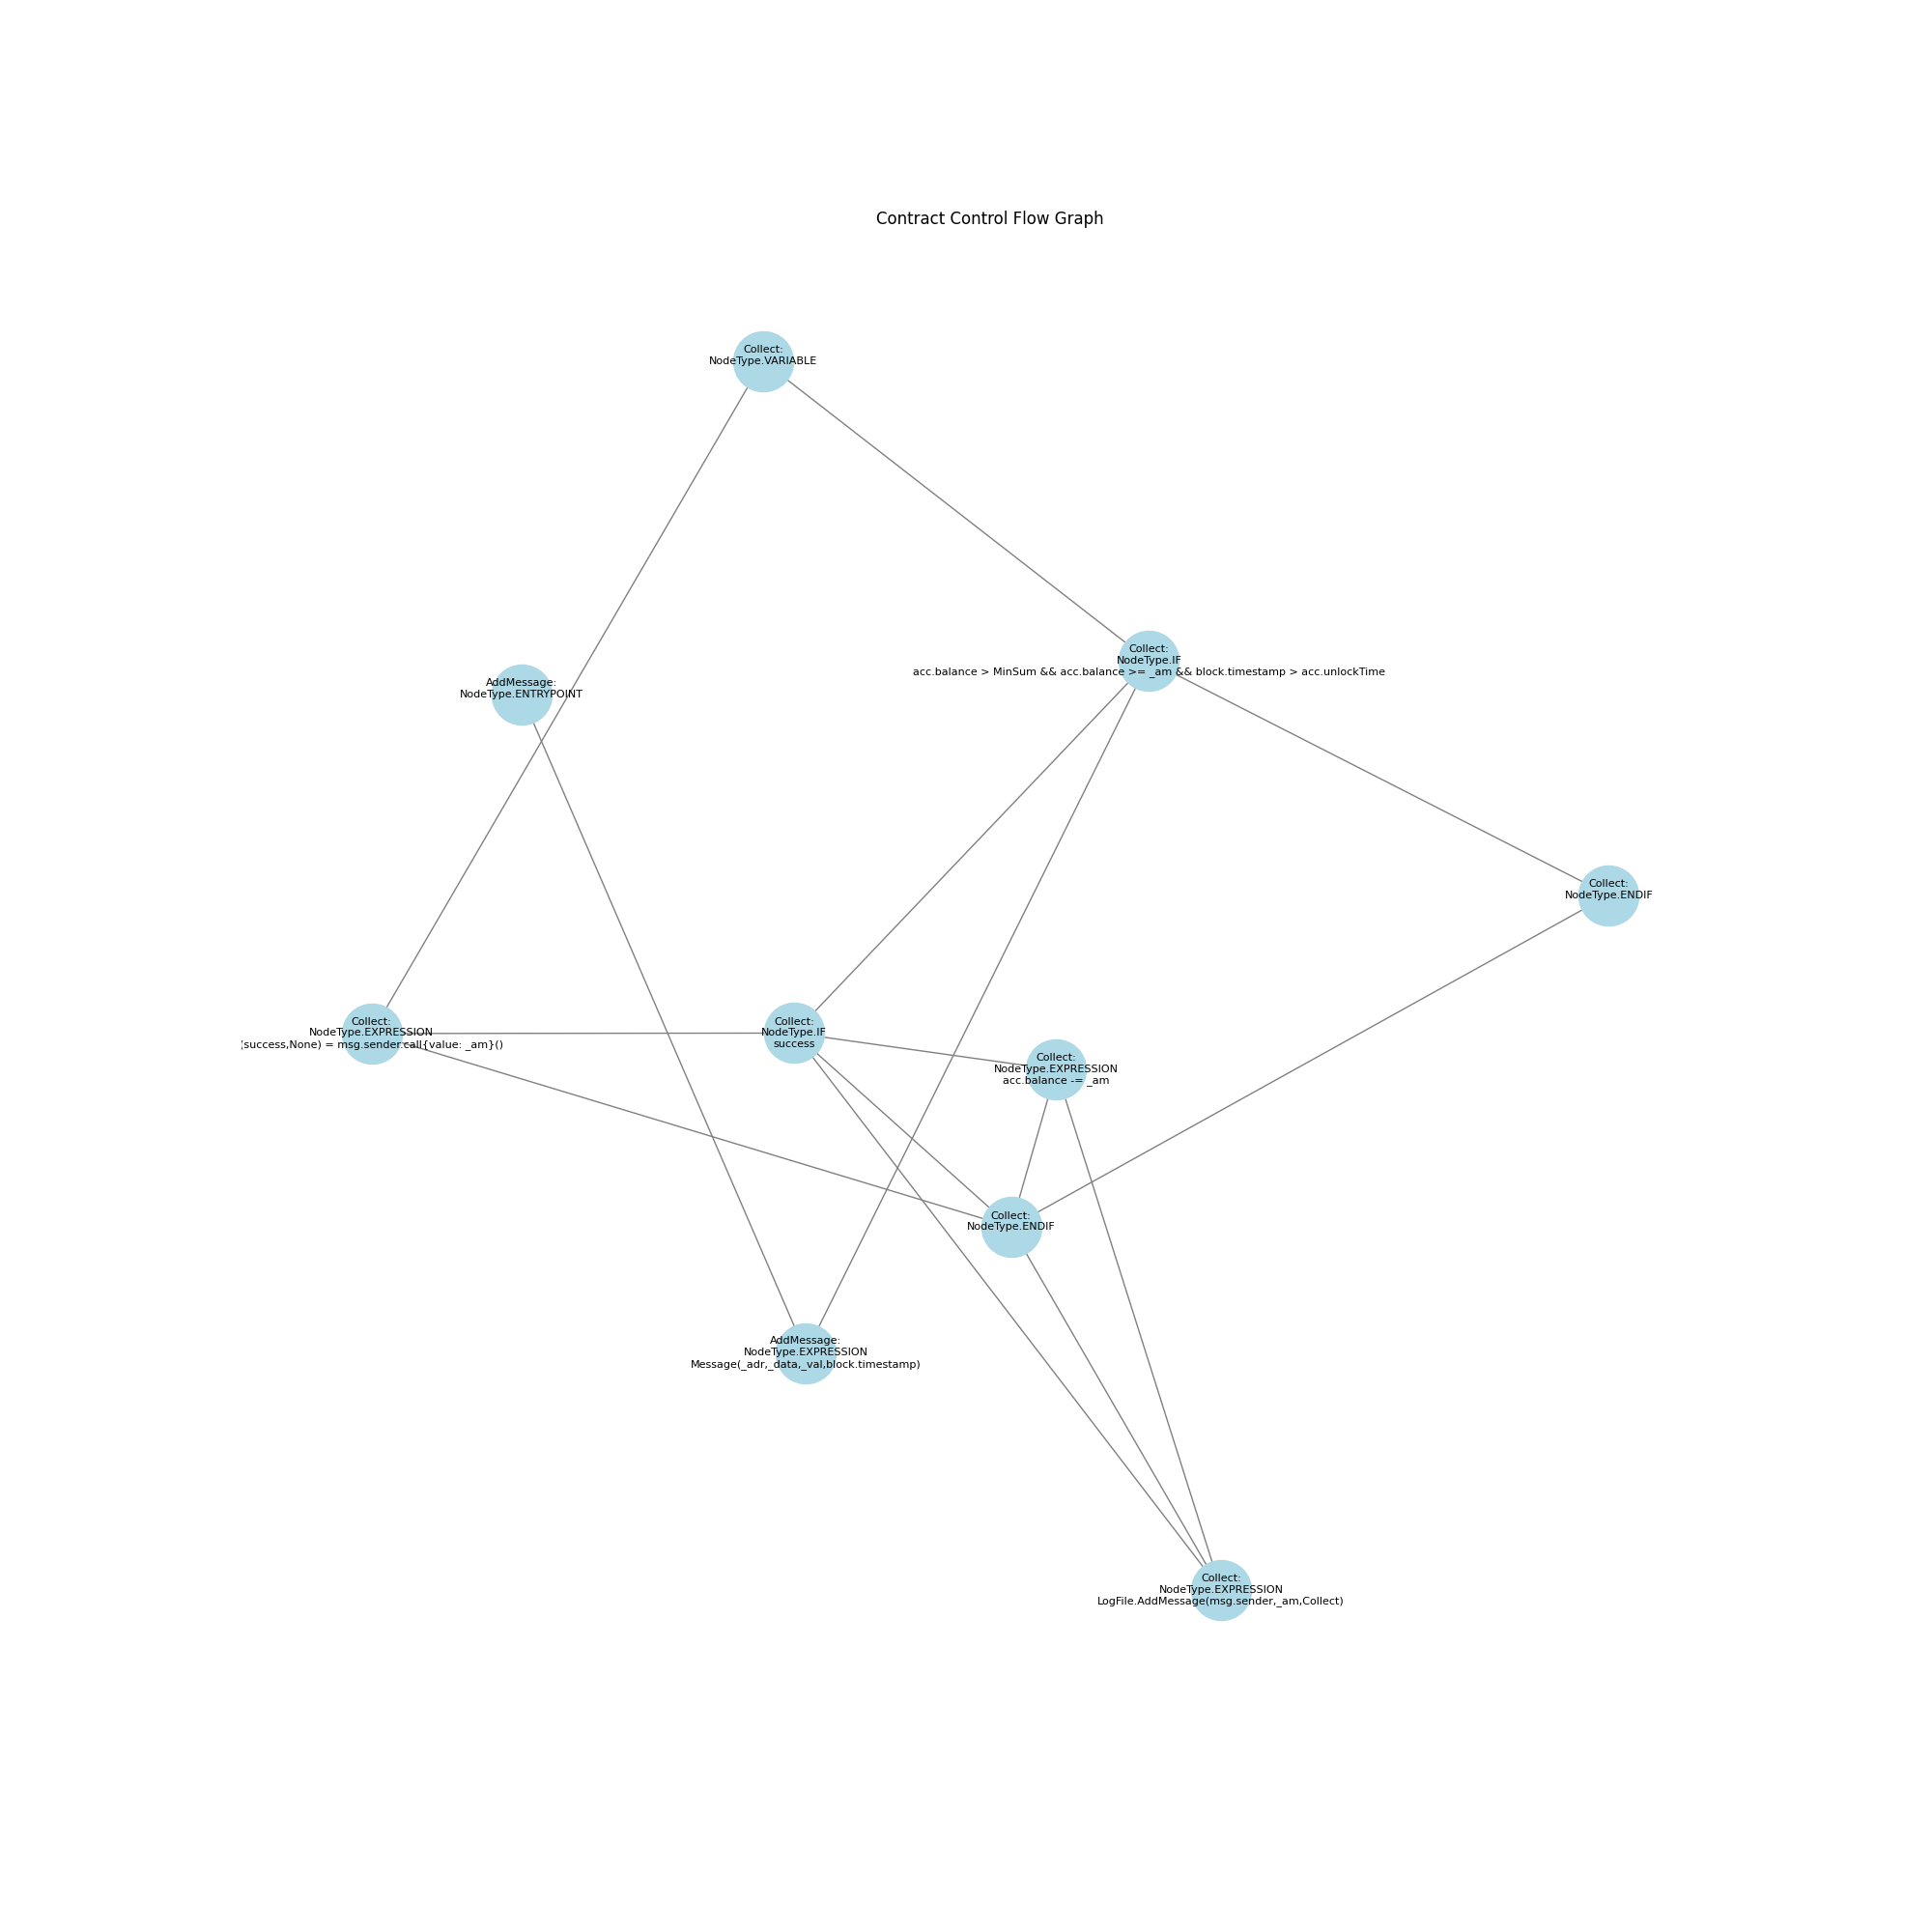 Contract Control Flow Graph
Collect:
NodeType.VARIABLE
Collect:
NodeType.IF
acc.balance > MinSum && acc.balance >= _am && block.timestamp > acc.unlockTime
AddMessage:
NodeType.ENTRYPOINT
Collect:
NodeType.ENDIF
Collect:
NodeType.EXPRESSION
(success,None) = msg.sender.call{value: _am}()
Collect:
NodeType.IF
success
Collect:
NodeType.EXPRESSION
acc.balance -= _am
Collect:
NodeType.ENDIF
AddMessage:
NodeType.EXPRESSION
Message(_adr,_data,_val,block.timestamp)
Collect:
NodeType.EXPRESSION
LogFile.AddMessage(msg.sender,_am,Collect)